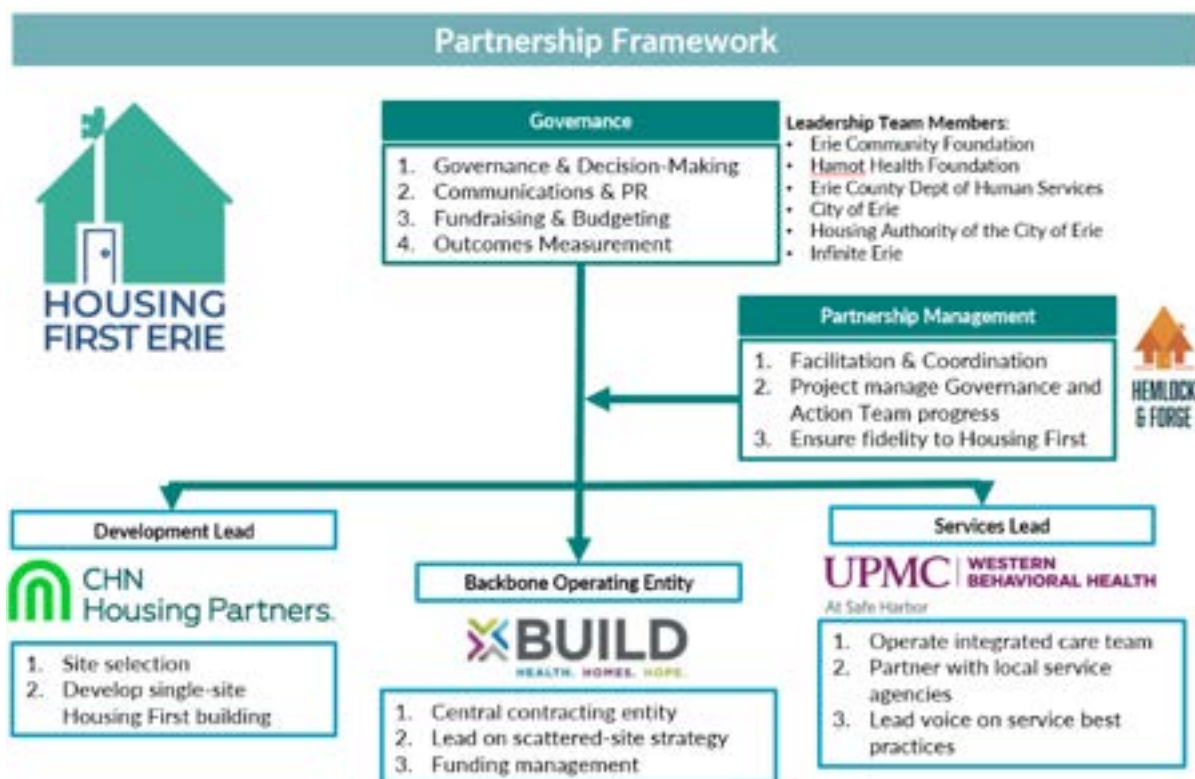 Partnership Framework
HOUSING
FIRST ERIE
Governance
1. Governance & Decision-Making
2. Communications & PR
3. Fundraising & Budgeting
4. Outcomes Measurement
Leadership Team Members:
• Erie Community Foundation
• Hamot Health Foundation
• Erie County Dept of Human Services
• City of Erie
• Housing Authority of the City of Erie
• Infinite Erie
Partnership Management
1. Facilitation & Coordination
2. Project manage Governance and
Action Team progress
3. Ensure fidelity to Housing First
HEMLOCK
& FORGE
Development Lead
CHN
Housing Partners.
1. Site selection
2. Develop single-site
Housing First building
Backbone Operating Entity
BUILD
HEALTH. HOMES. HOPE.
1. Central contracting entity
2. Lead on scattered-site strategy
3. Funding management
Services Lead
UPMC | WESTERN
BEHAVIORAL HEALTH
At Safe Harbor
1. Operate integrated care team
2. Partner with local service
agencies
3. Lead voice on service best
practices